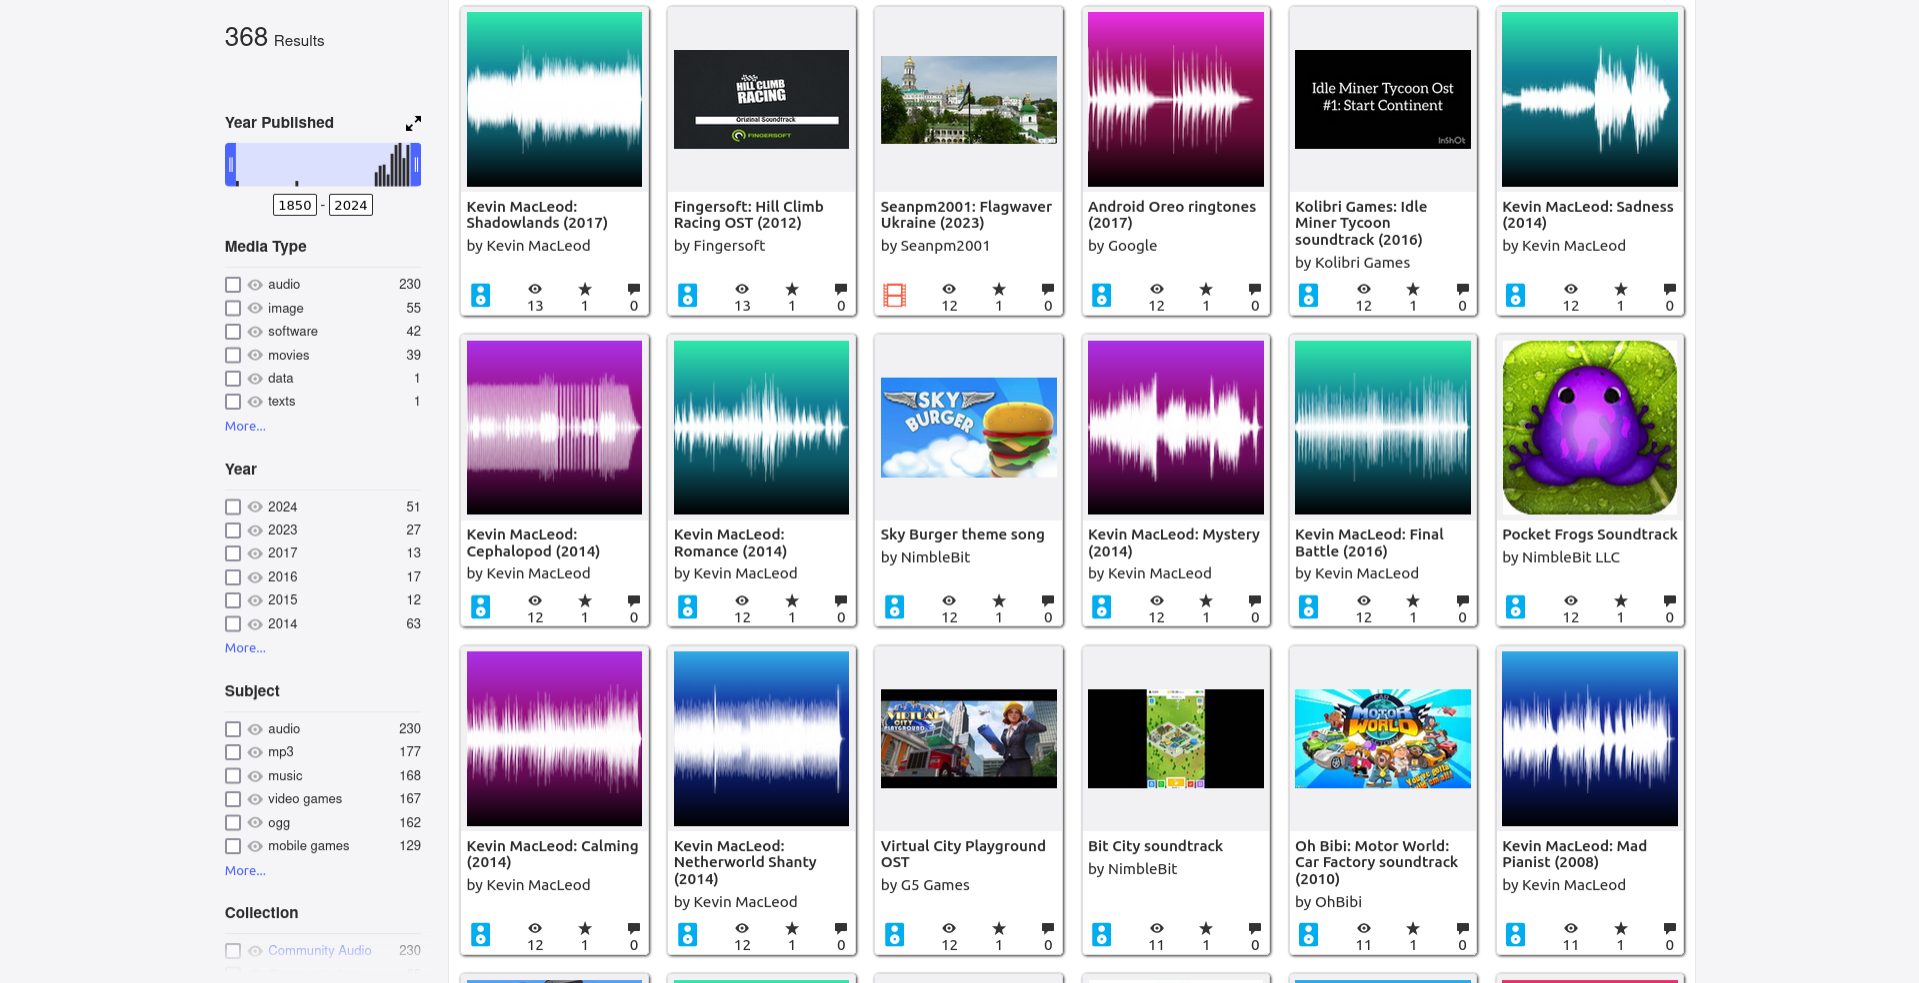 368 Results
Year Published
1850 - 2024
Media Type
audio 230
image 55
software 42
movies 39
data 1
texts 1
More...
Year
2024 51
2023 27
2017 13
2016 17
2015 12
2014 63
More...
Subject
audio 230
mp3 177
music 168
video games 167
ogg 162
mobile games 129
More...
Collection
Community Audio 230
Kevin MacLeod:
Shadowlands (2017)
by Kevin MacLeod
13 1 0
HILL CLIMB
RACING
Original Soundtrack
FINGERSOFT
Fingersoft: Hill Climb
Racing OST (2012)
by Fingersoft
13 1 0
Seanpm2001: Flagwaver
Ukraine (2023)
by Seanpm2001
12 1 0
Android Oreo ringtones
(2017)
by Google
12 1 0
Idle Miner Tycoon Ost
#1: Start Continent
InShOt
Kolibri Games: Idle
Miner Tycoon
soundtrack (2016)
by Kolibri Games
12 1 0
Kevin MacLeod: Sadness
(2014)
by Kevin MacLeod
12 1 0
Kevin MacLeod:
Cephalopod (2014)
by Kevin MacLeod
12 1 0
Kevin MacLeod:
Romance (2014)
by Kevin MacLeod
12 1 0
SKY
BURGER
Sky Burger theme song
by NimbleBit
12 1 0
Kevin MacLeod: Mystery
(2014)
by Kevin MacLeod
12 1 0
Kevin MacLeod: Final
Battle (2016)
by Kevin MacLeod
12 1 0
Pocket Frogs Soundtrack
by NimbleBit LLC
12 1 0
Kevin MacLeod: Calming
(2014)
by Kevin MacLeod
12 1 0
Kevin MacLeod:
Netherworld Shanty
(2014)
by Kevin MacLeod
12 1 0
VIRTUAL
CITY
PLAYGROUND
Virtual City Playground
OST
by G5 Games
12 1 0
Bit City soundtrack
by NimbleBit
11 1 0
CAR
MOTOR
WORLD
You've gotta
Oh Bibi: Motor World:
Car Factory soundtrack
(2010)
by OhBibi
11 1 0
Kevin MacLeod: Mad
Pianist (2008)
by Kevin MacLeod
11 1 0